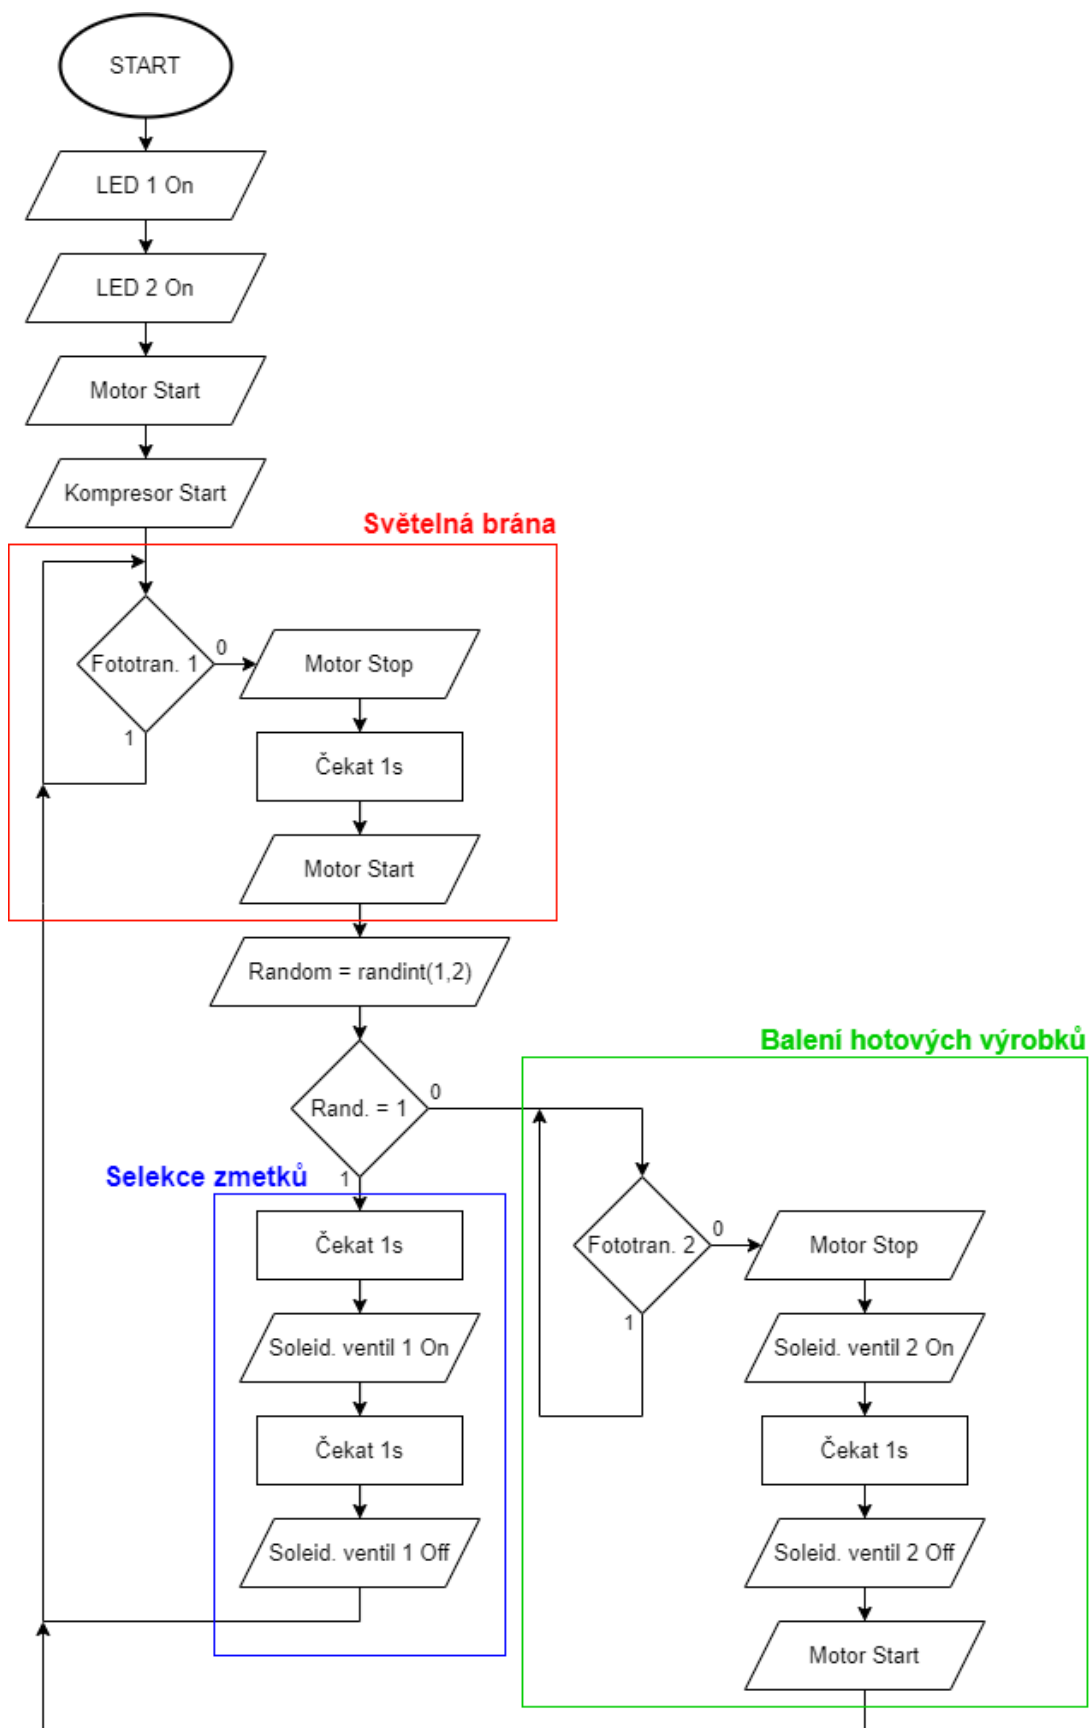 START
LED 1 On
LED 2 On
Motor Start
Kompresor Start
Světelná brána
Fototran. 1
0
1
Motor Stop
Čekat 1s
Motor Start
Random = randint(1,2)
Rand. = 1
0
1
Selekce zmetků
Čekat 1s
Soleid. ventil 1 On
Čekat 1s
Soleid. ventil 1 Off
Balení hotových výrobků
Fototran. 2
0
1
Motor Stop
Soleid. ventil 2 On
Čekat 1s
Soleid. ventil 2 Off
Motor Start